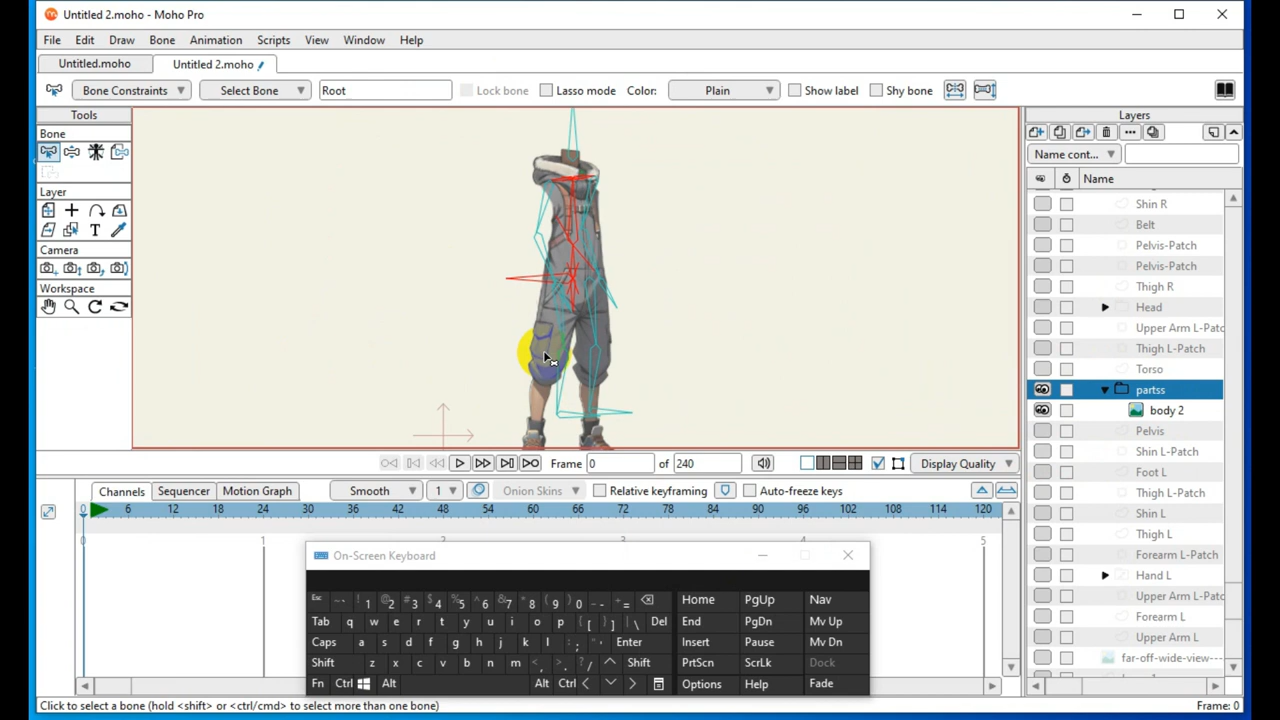 Untitled 2.moho - Moho Pro
File Edit Draw Bone Animation Scripts View Window Help
Untitled.moho Untitled 2.moho
Bone Constraints Select Bone Root Lock bone Lasso mode Color: Plain Show label Shy bone
Tools
Bone
Layer
T
Camera
Workspace
Layers
Name cont...
Name
Shin R
Belt
Pelvis-Patch
Pelvis-Patch
Thigh R
Head
Upper Arm L-Patc
Thigh L-Patch
Torso
partss
body 2
Pelvis
Shin L-Patch
Foot L
Thigh L-Patch
Shin L
Thigh L
Forearm L-Patch
Hand L
Upper Arm L-Patc
Forearm L
Upper Arm L
far-off-wide-view---
Frame 0 of 240 Display Quality
Channels Sequencer Motion Graph Smooth 1 Onion Skins Relative keyframing Auto-freeze keys
0 6 12 18 24 30 36 42 48 54 60 66 72 78 84 90 96 102 108 114 120
0 1 2 3 4 5
On-Screen Keyboard
Esc ~ ` ! 1 @ 2 # 3 $ 4 % 5 ^ 6 & 7 * 8 ( 9 ) 0 _ - + = Home PgUp Nav
Tab q w e r t y u i o p { [ } ] | \ Del End PgDn Mv Up
Caps a s d f g h j k l : ; " ' Enter Insert Pause Mv Dn
Shift z x c v b n m < , > . ? / Shift PrtScn ScrLk Dock
Fn Ctrl Alt Alt Ctrl Options Help Fade
Click to select a bone (hold <shift> or <ctrl/cmd> to select more than one bone) Frame: 0